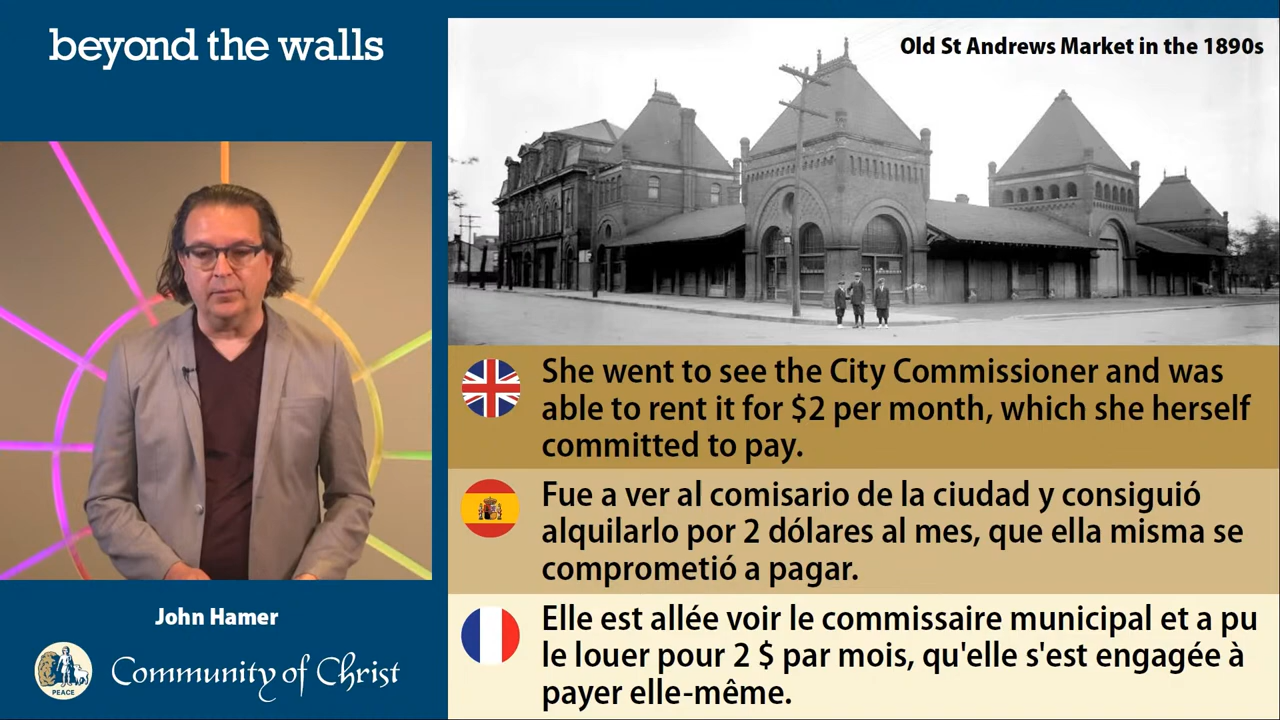 beyond the walls
Old St Andrews Market in the 1890s
She went to see the City Commissioner and was
able to rent it for $2 per month, which she herself
committed to pay.
Fue a ver al comisario de la ciudad y consiguió
alquilarlo por 2 dólares al mes, que ella misma se
comprometió a pagar.
Elle est allée voir le commissaire municipal et a pu
le louer pour 2 $ par mois, qu'elle s'est engagée à
payer elle-même.
John Hamer
PEACE
Community of Christ